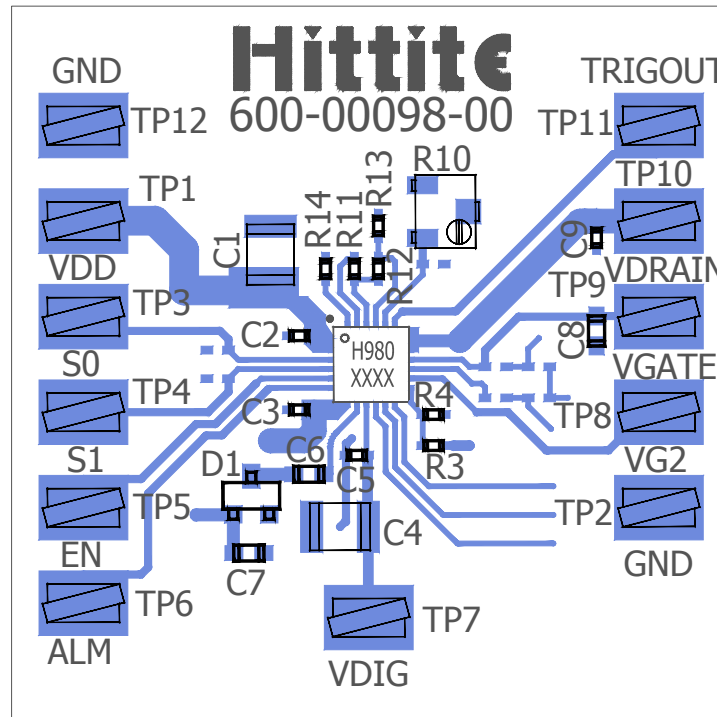 Hittite
600-00098-00
GND
TP12
TRIGOUT
TP11
R13
R10
TP1
VDD
C1
R14
R11
R12
TP10
C9
VDRAIN
TP3
S0
C2
H980
XXXX
TP9
C8
VGATE
TP4
S1
C3
R4
R3
TP8
VG2
D1
C6
C5
TP5
EN
C7
C4
TP2
GND
TP6
ALM
TP7
VDIG